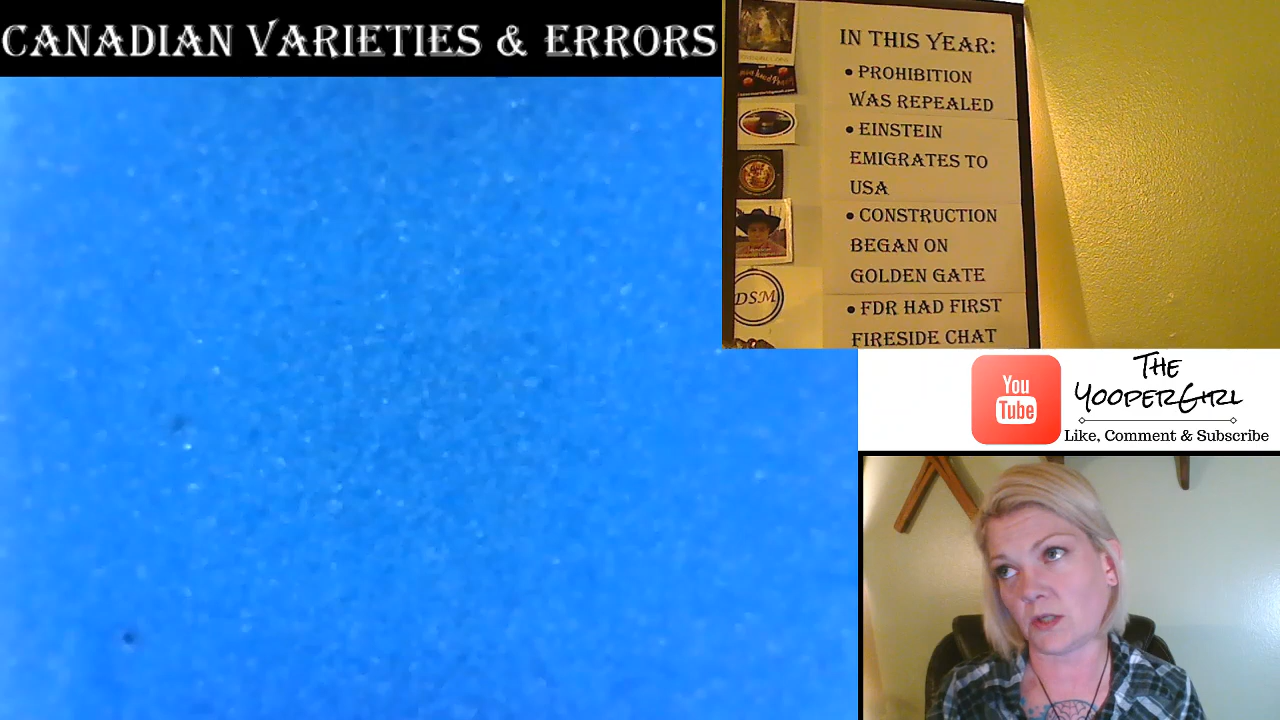 CANADIAN VARIETIES & ERRORS
IN THIS YEAR:
• PROHIBITION
WAS REPEALED
• EINSTEIN
EMIGRATES TO
USA
• CONSTRUCTION
BEGAN ON
GOLDEN GATE
• FDR HAD FIRST
FIRESIDE CHAT
DSM
You
Tube
THE
YOOPERGIRL
Like, Comment & Subscribe